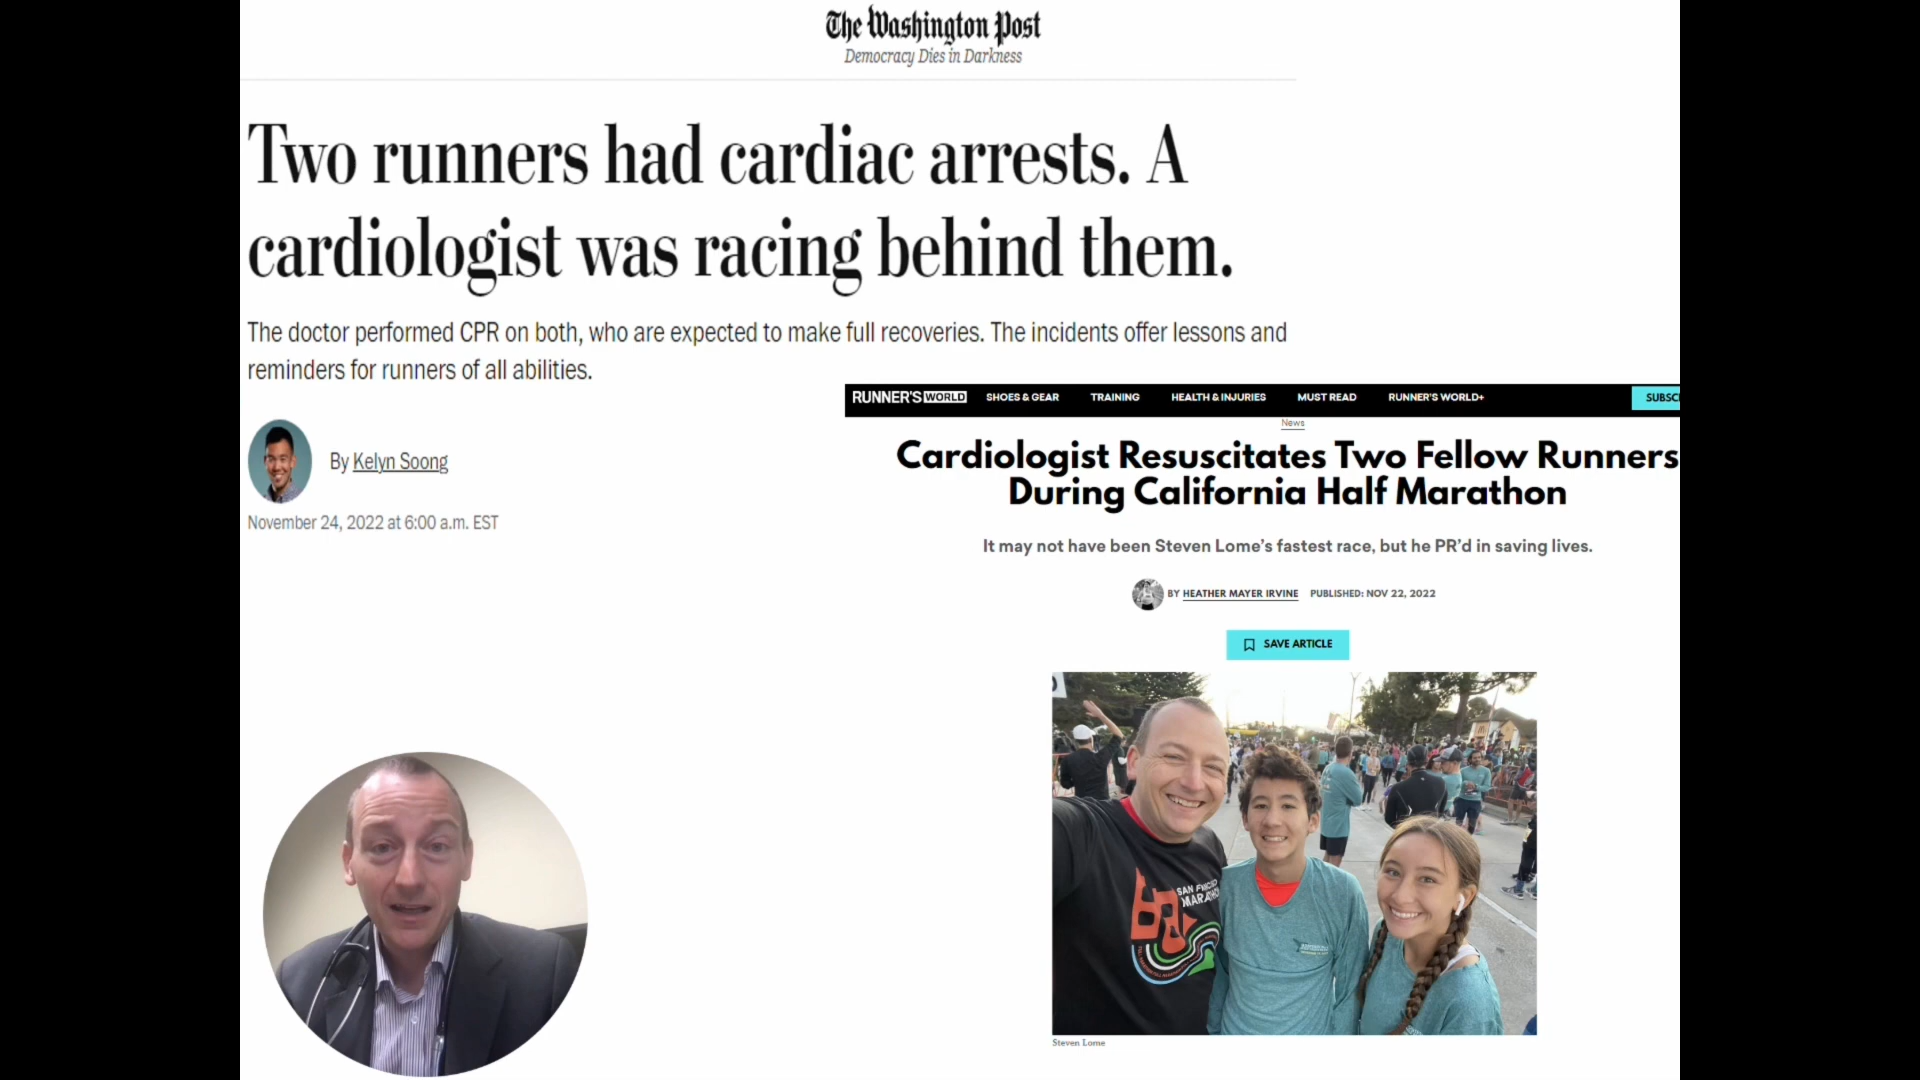 The Washington Post
Democracy Dies in Darkness
Two runners had cardiac arrests. A
cardiologist was racing behind them.
The doctor performed CPR on both, who are expected to make full recoveries. The incidents offer lessons and
reminders for runners of all abilities.
By Kelyn Soong
November 24, 2022 at 6:00 a.m. EST
RUNNER'S WORLD SHOES & GEAR TRAINING HEALTH & INJURIES MUST READ RUNNER'S WORLD+ SUBSC
News
Cardiologist Resuscitates Two Fellow Runners
During California Half Marathon
It may not have been Steven Lome's fastest race, but he PR'd in saving lives.
BY HEATHER MAYER IRVINE PUBLISHED: NOV 22, 2022
SAVE ARTICLE
SAN FRANCISCO
MARATHON
Steven Lome